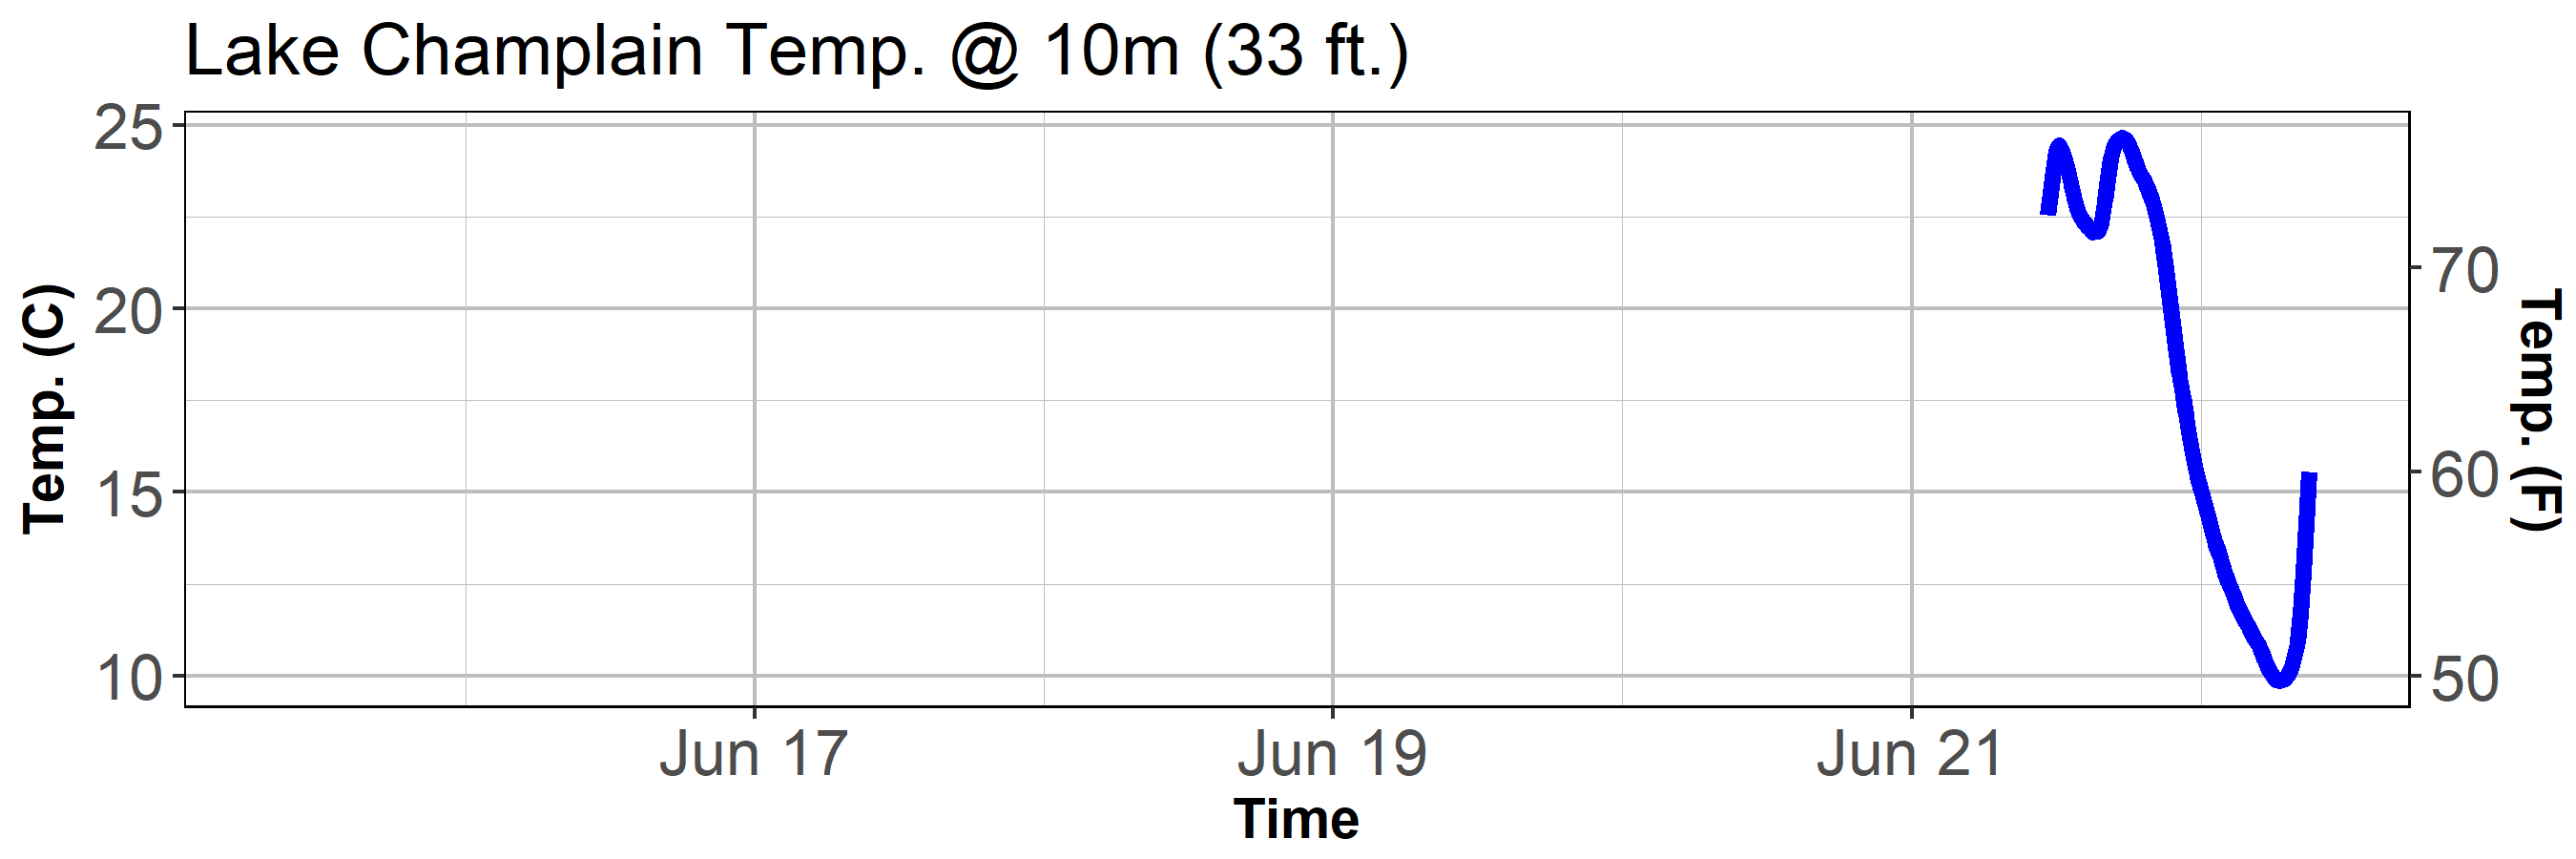 Lake Champlain Temp. @ 10m (33 ft.)
25
20
15
10
Temp. (C)
70
60
50
Temp. (F)
Jun 17
Jun 19
Jun 21
Time